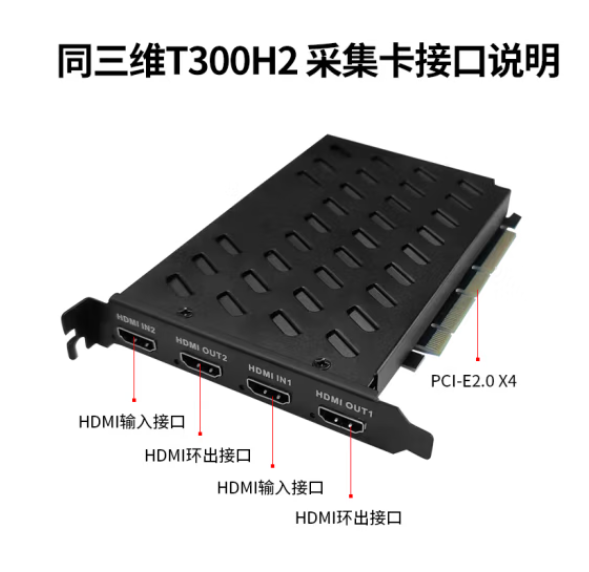 同三维T300H2 采集卡接口说明
HDMI IN2
HDMI OUT2
HDMI IN1
HDMI OUT1
PCI-E2.0 X4
HDMI输入接口
HDMI环出接口
HDMI输入接口
HDMI环出接口